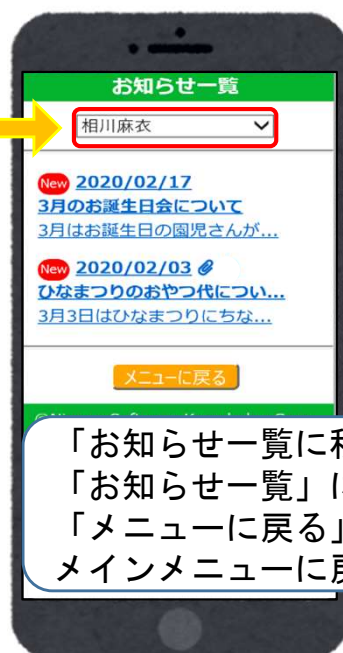 お知らせ一覧
相川麻衣
New 2020/02/17
3月のお誕生日会について
3月はお誕生日の園児さんが...
New 2020/02/03
ひなまつりのおやつ代につい...
3月3日はひなまつりにちな...
メニューに戻る
「お知らせ一覧に
「お知らせ一覧」
「メニューに戻る」
メインメニューに